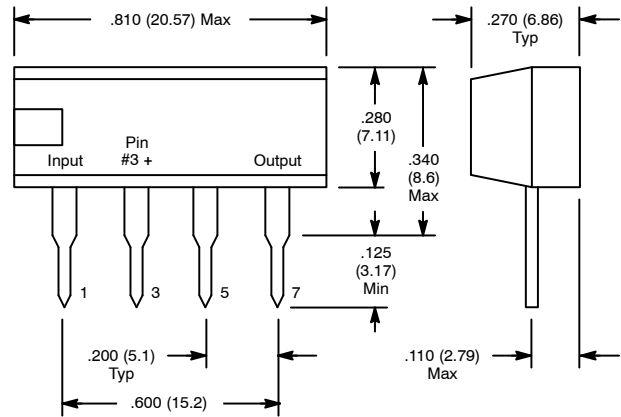 .810 (20.57) Max
.270 (6.86)
Typ
.280
(7.11)
Pin
#3 +
Input
Output
.340
(8.6)
Max
.125
(3.17)
Min
1
3
5
7
.200 (5.1)
Typ
.110 (2.79)
Max
.600 (15.2)